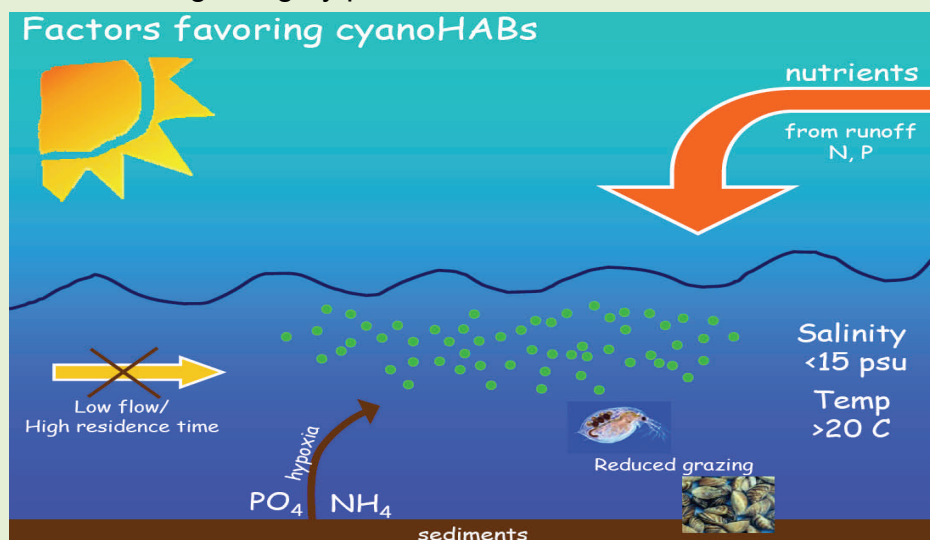 Factors favoring cyanoHABs
nutrients
from runoff
N, P
Salinity
<15 psu
Temp
>20 C
Low flow/
High residence time
hypoxia
PO4 NH4
Reduced grazing
sediments